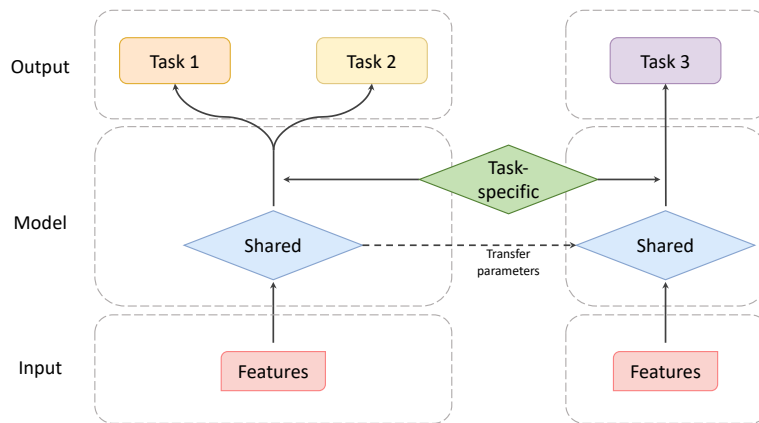 Output
Task 1
Task 2
Task 3
Model
Task-
specific
Shared
Transfer
parameters
Shared
Input
Features
Features